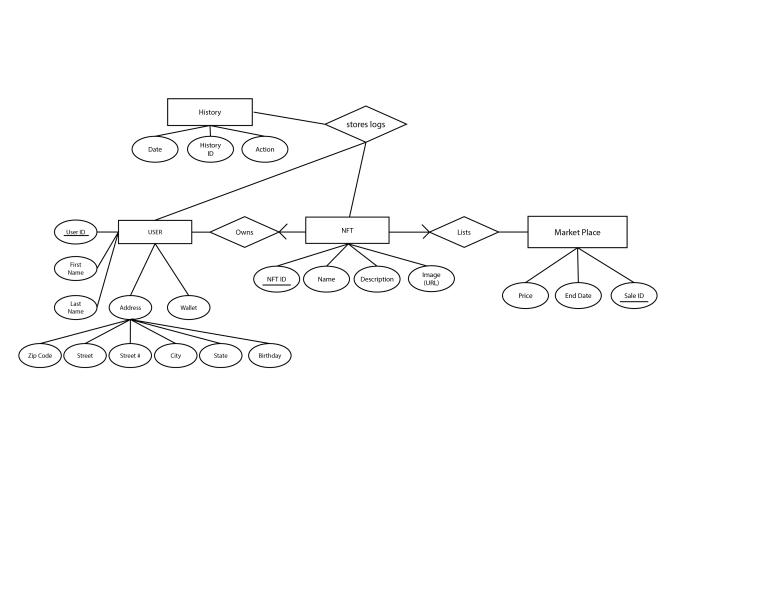 History
stores logs
Date
History
ID
Action
User ID
USER
Owns
NFT
Lists
Market Place
First
Name
NFT ID
Name
Description
Image
(URL)
Last
Name
Address
Wallet
Price
End Date
Sale ID
Zip Code
Street
Street #
City
State
Birthday